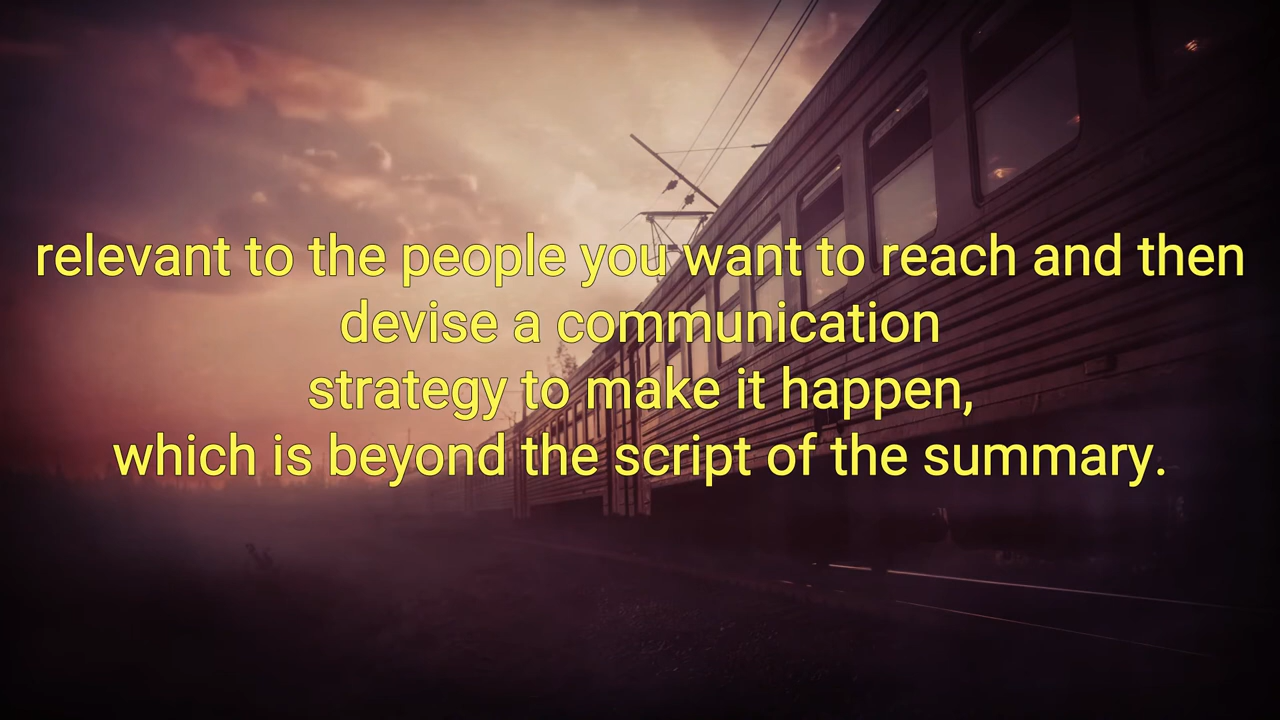 relevant to the people you want to reach and then
devise a communication
strategy to make it happen,
which is beyond the script of the summary.